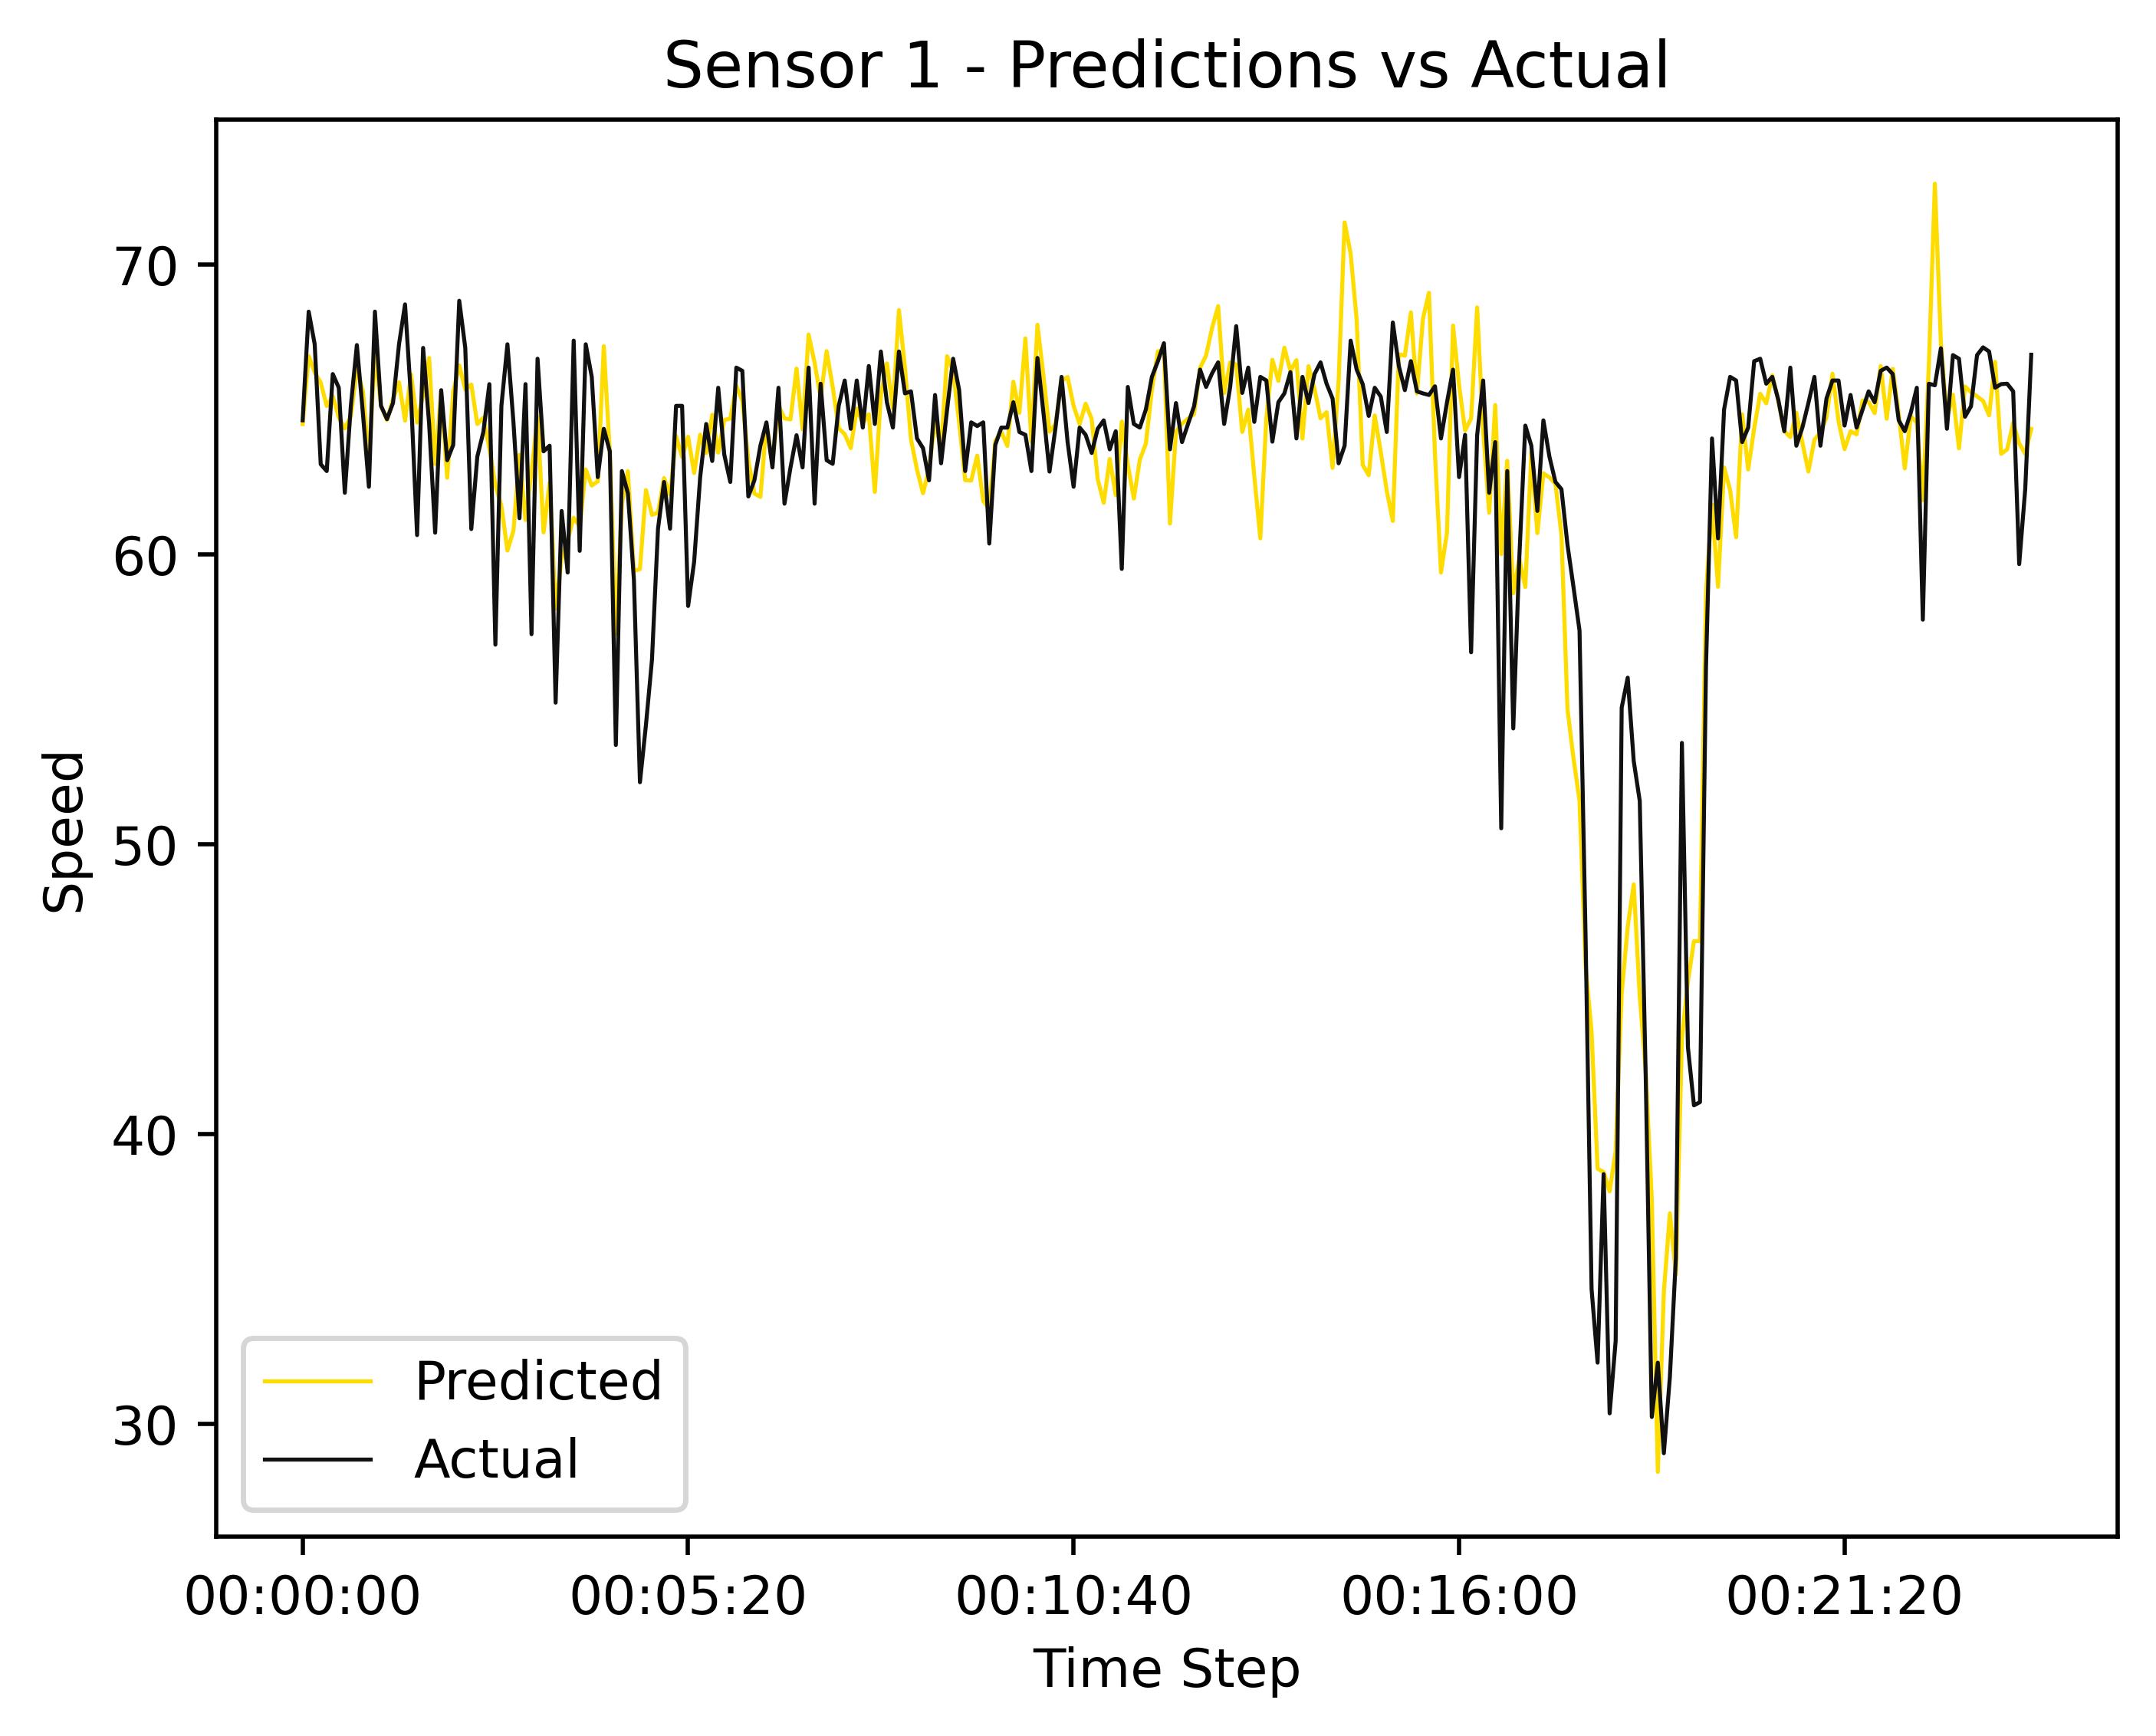 Sensor 1 - Predictions vs Actual
70
60
50
40
30
Speed
Predicted
Actual
00:00:00 00:05:20 00:10:40 00:16:00 00:21:20
Time Step